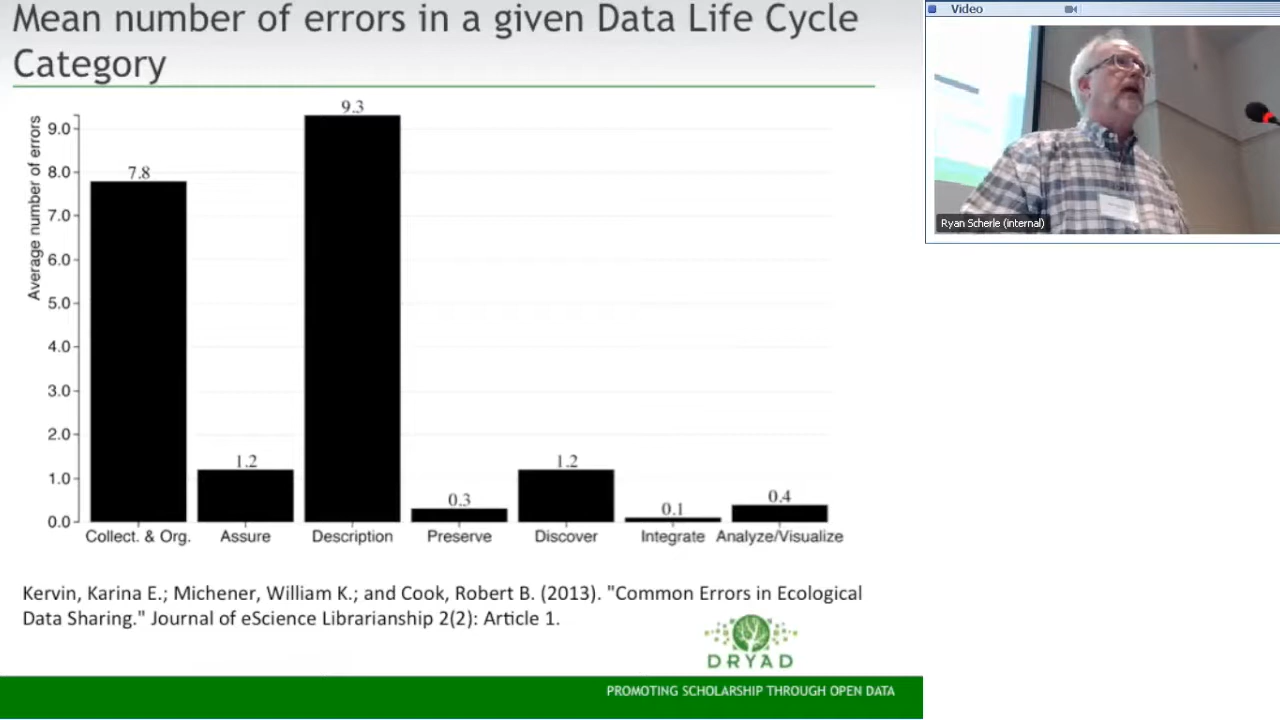 Mean number of errors in a given Data Life Cycle
Category
Average number of errors
9.0
8.0
7.0
6.0
5.0
4.0
3.0
2.0
1.0
0.0
7.8
1.2
9.3
0.3
1.2
0.1
0.4
Collect. & Org.
Assure
Description
Preserve
Discover
Integrate
Analyze/Visualize
Kervin, Karina E.; Michener, William K.; and Cook, Robert B. (2013). "Common Errors in Ecological
Data Sharing." Journal of eScience Librarianship 2(2): Article 1.
DRYAD
PROMOTING SCHOLARSHIP THROUGH OPEN DATA
Video
Ryan Scherle (internal)